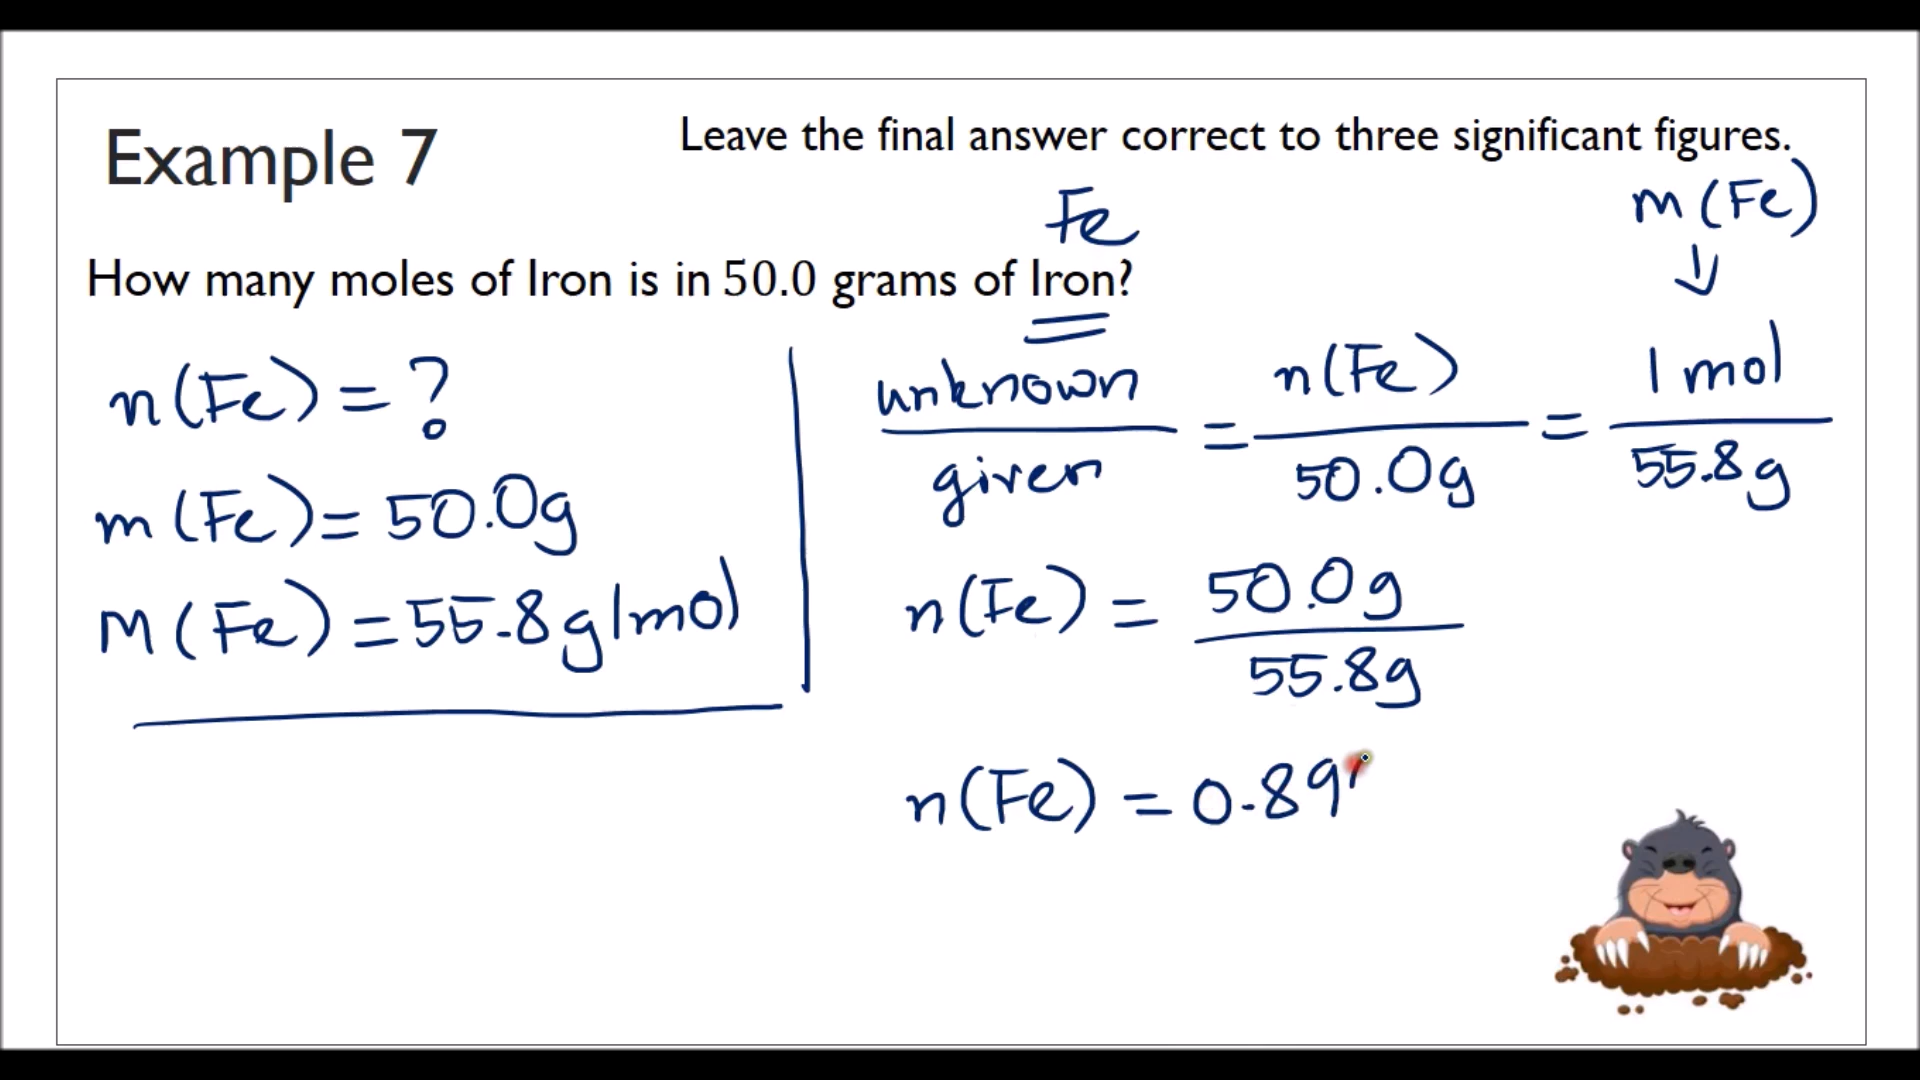 Example 7
Leave the final answer correct to three significant figures.
Fe
m(Fe)
↓
How many moles of Iron is in 50.0 grams of Iron?
n(Fe) = ?
m(Fe) = 50.0g
M(Fe) = 55.8g/mol
unknown/given = n(Fe)/50.0g = 1 mol/55.8g
n(Fe) = 50.0g/55.8g
n(Fe) = 0.89